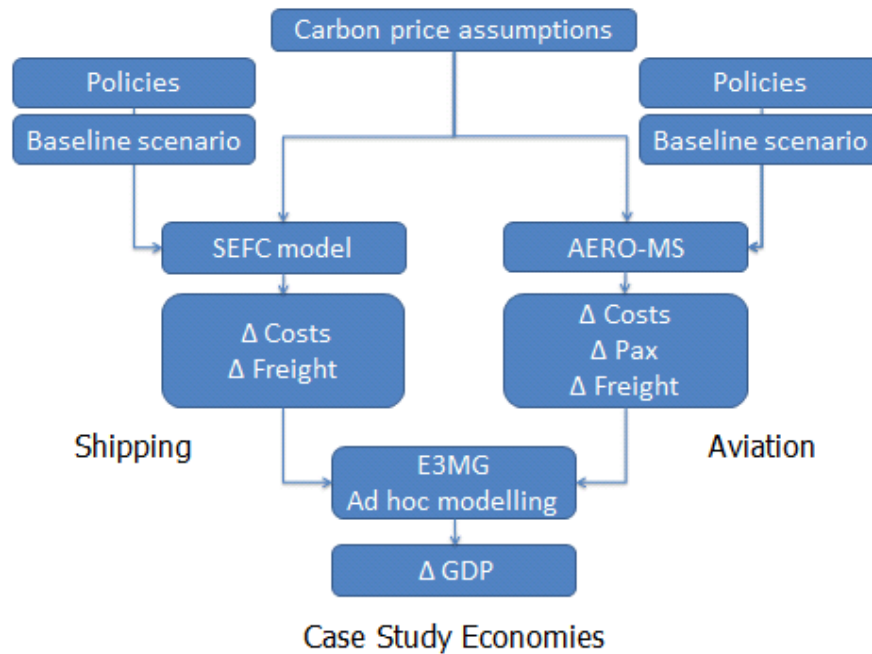 Carbon price assumptions
Policies
Policies
Baseline scenario
Baseline scenario
SEFC model
AERO-MS
Δ Costs
Δ Freight
Δ Costs
Δ Pax
Δ Freight
Shipping
Aviation
E3MG
Ad hoc modelling
Δ GDP
Case Study Economies